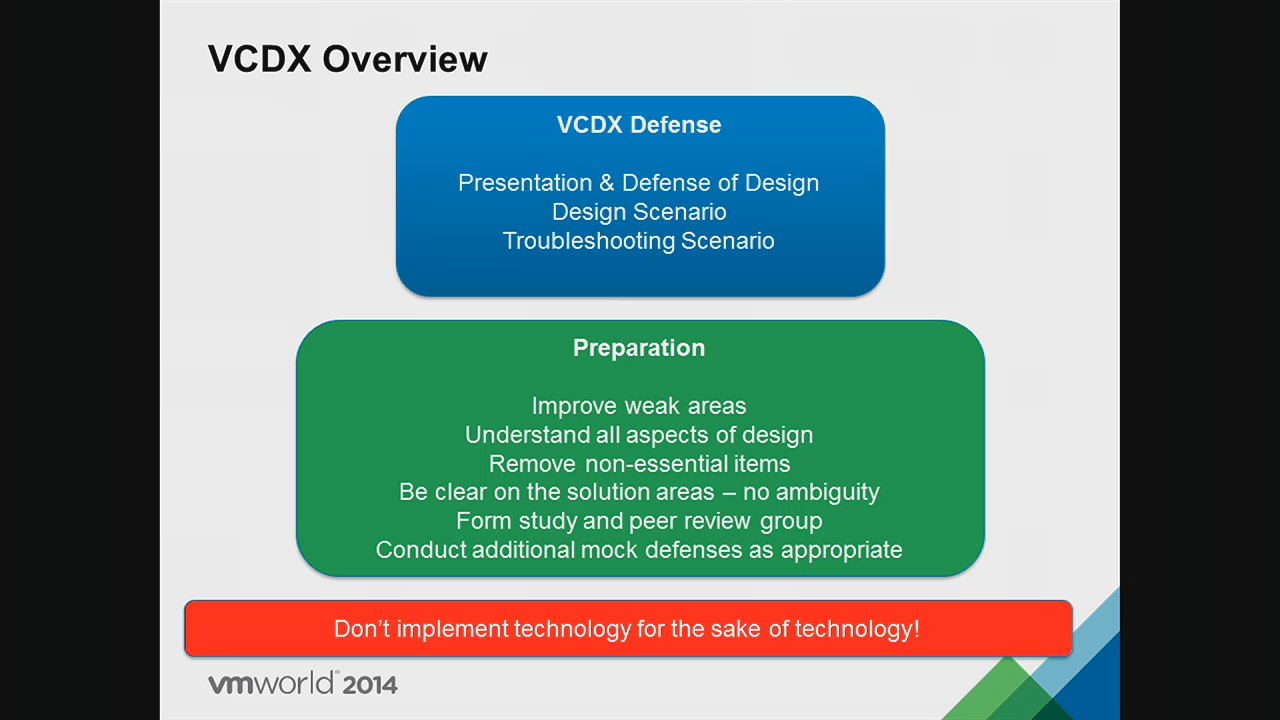 VCDX Overview
VCDX Defense
Presentation & Defense of Design
Design Scenario
Troubleshooting Scenario
Preparation
Improve weak areas
Understand all aspects of design
Remove non-essential items
Be clear on the solution areas – no ambiguity
Form study and peer review group
Conduct additional mock defenses as appropriate
Don’t implement technology for the sake of technology!
vmworld® 2014